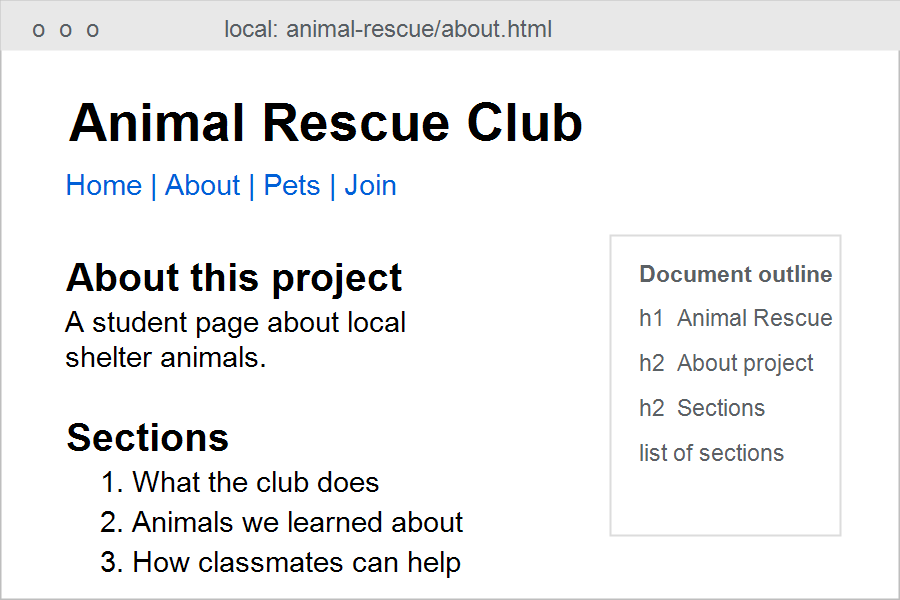 o o o local: animal-rescue/about.html
Animal Rescue Club
Home | About | Pets | Join
About this project
A student page about local
shelter animals.
Sections
1. What the club does
2. Animals we learned about
3. How classmates can help
Document outline
h1 Animal Rescue
h2 About project
h2 Sections
list of sections